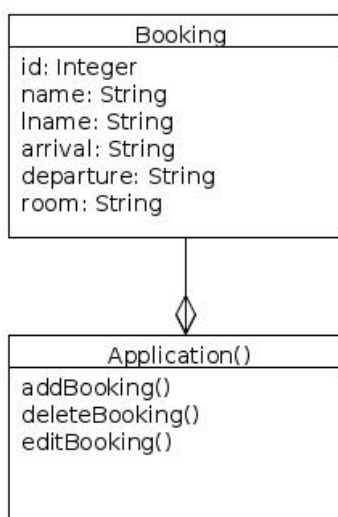 Booking
id: Integer
name: String
lname: String
arrival: String
departure: String
room: String
Application()
addBooking()
deleteBooking()
editBooking()